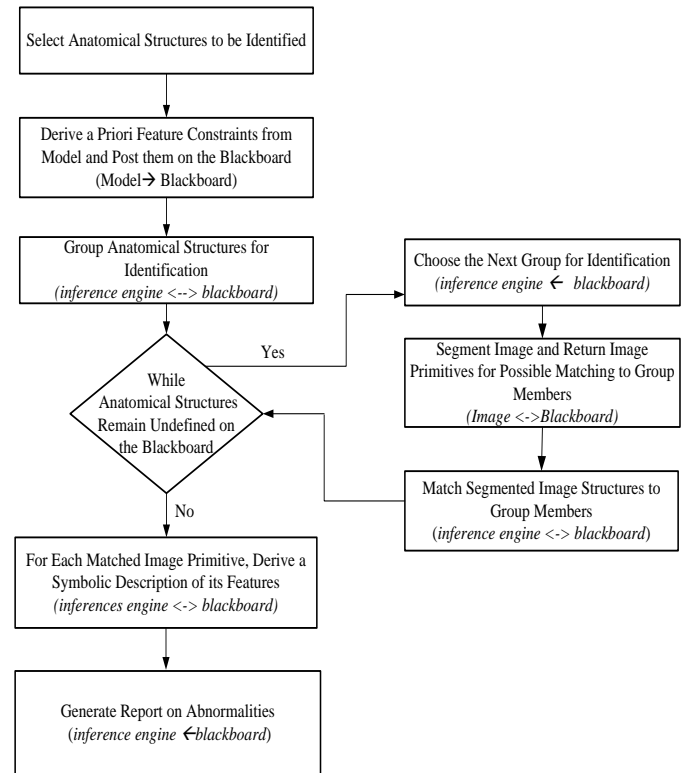 Select Anatomical Structures to be Identified
Derive a Priori Feature Constraints from
Model and Post them on the Blackboard
(Model→ Blackboard)
Group Anatomical Structures for
Identification
(inference engine <--> blackboard)
While
Anatomical Structures
Remain Undefined on
the Blackboard
Yes
Choose the Next Group for Identification
(inference engine ← blackboard)
Segment Image and Return Image
Primitives for Possible Matching to Group
Members
(Image <->Blackboard)
Match Segmented Image Structures to
Group Members
(inference engine <-> blackboard)
No
For Each Matched Image Primitive, Derive a
Symbolic Description of its Features
(inferences engine <-> blackboard)
Generate Report on Abnormalities
(inference engine ←blackboard)